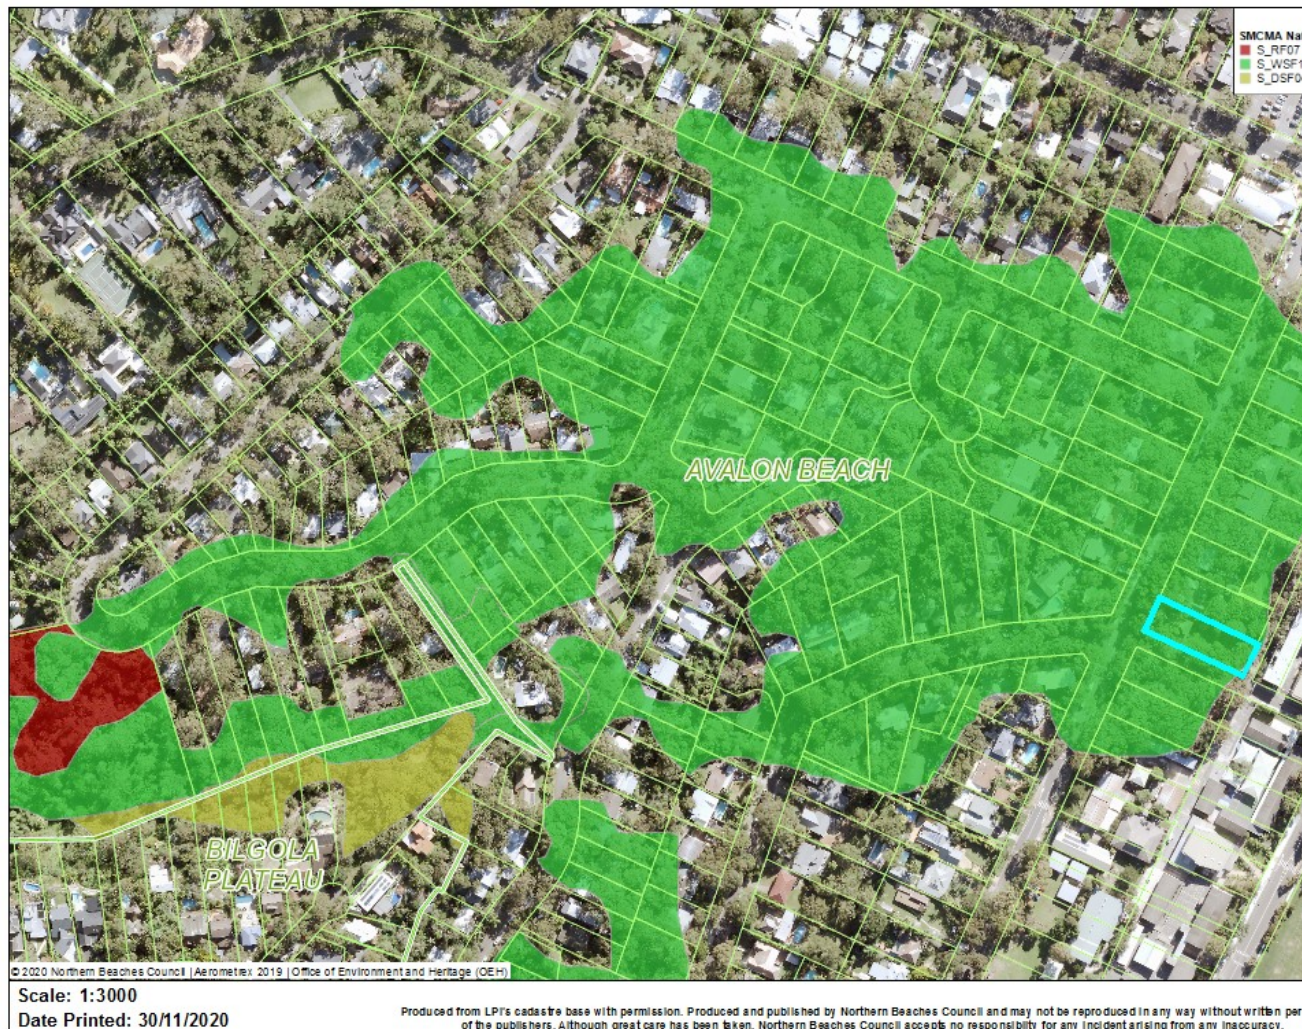 SMCMA Na
S_RF07
S_WSF1
S_DSF0
AVALON BEACH
BILGOLA
PLATEAU
© 2020 Northern Beaches Council | Aerometrex 2019 | Office of Environment and Heritage (OEH)
Scale: 1:3000
Date Printed: 30/11/2020
Produced from LPI's cadastre base with permission. Produced and published by Northern Beaches Council and may not be reproduced in any way without written per
of the publishers. Although great care has been taken, Northern Beaches Council accepts no responsibility for any incident arising from any inaccuracy.